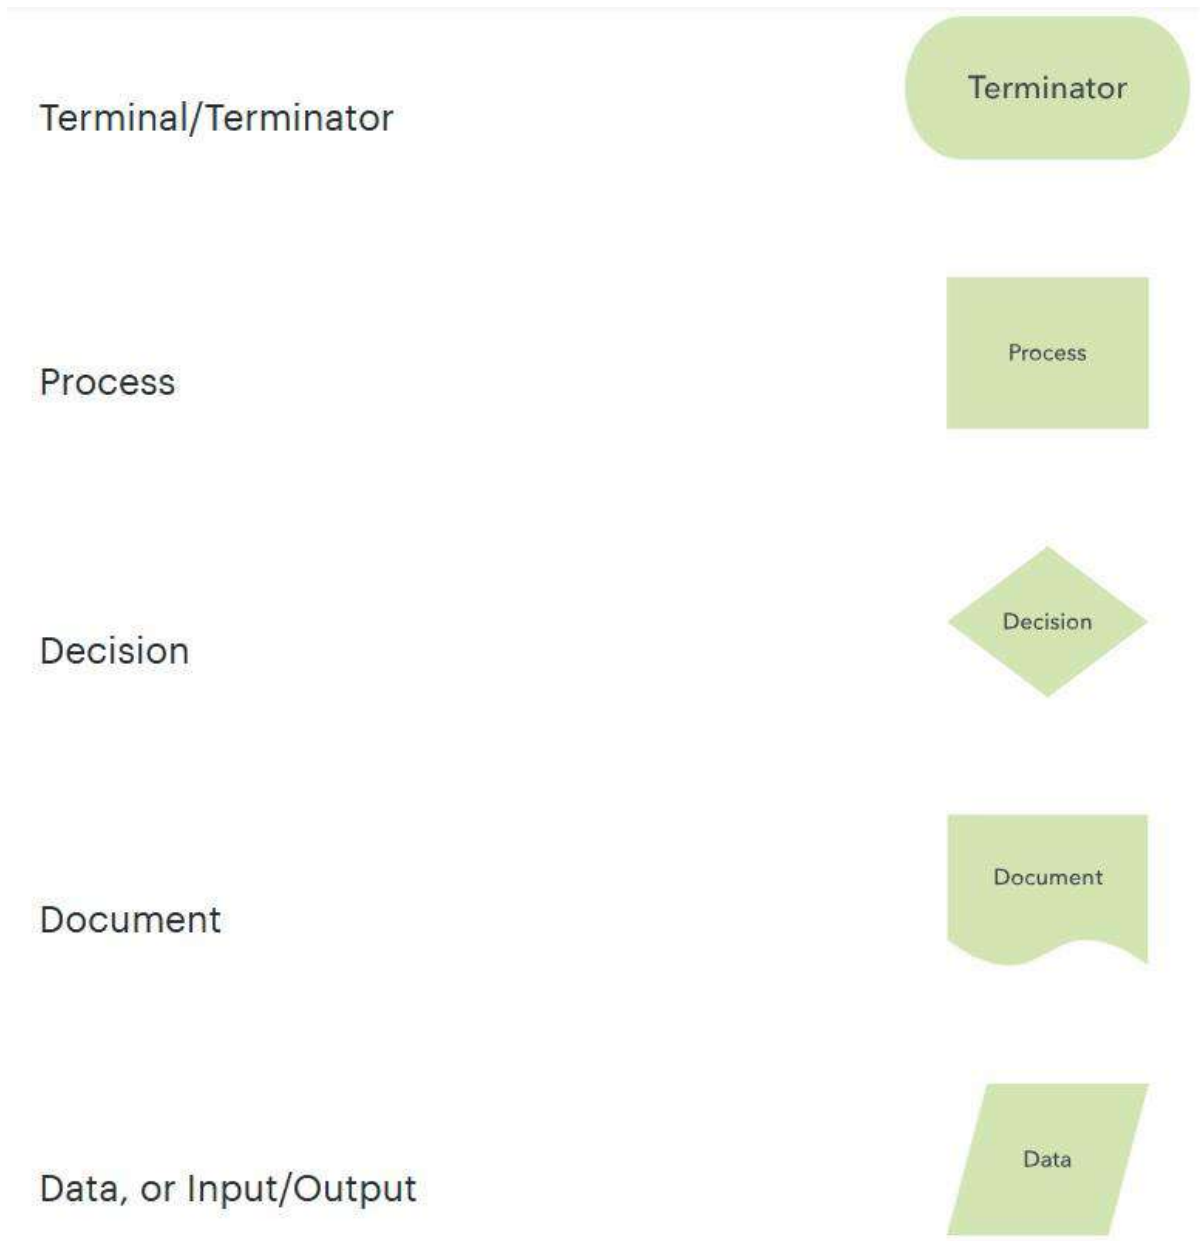 Terminal/Terminator
Terminator
Process
Process
Decision
Decision
Document
Document
Data, or Input/Output
Data